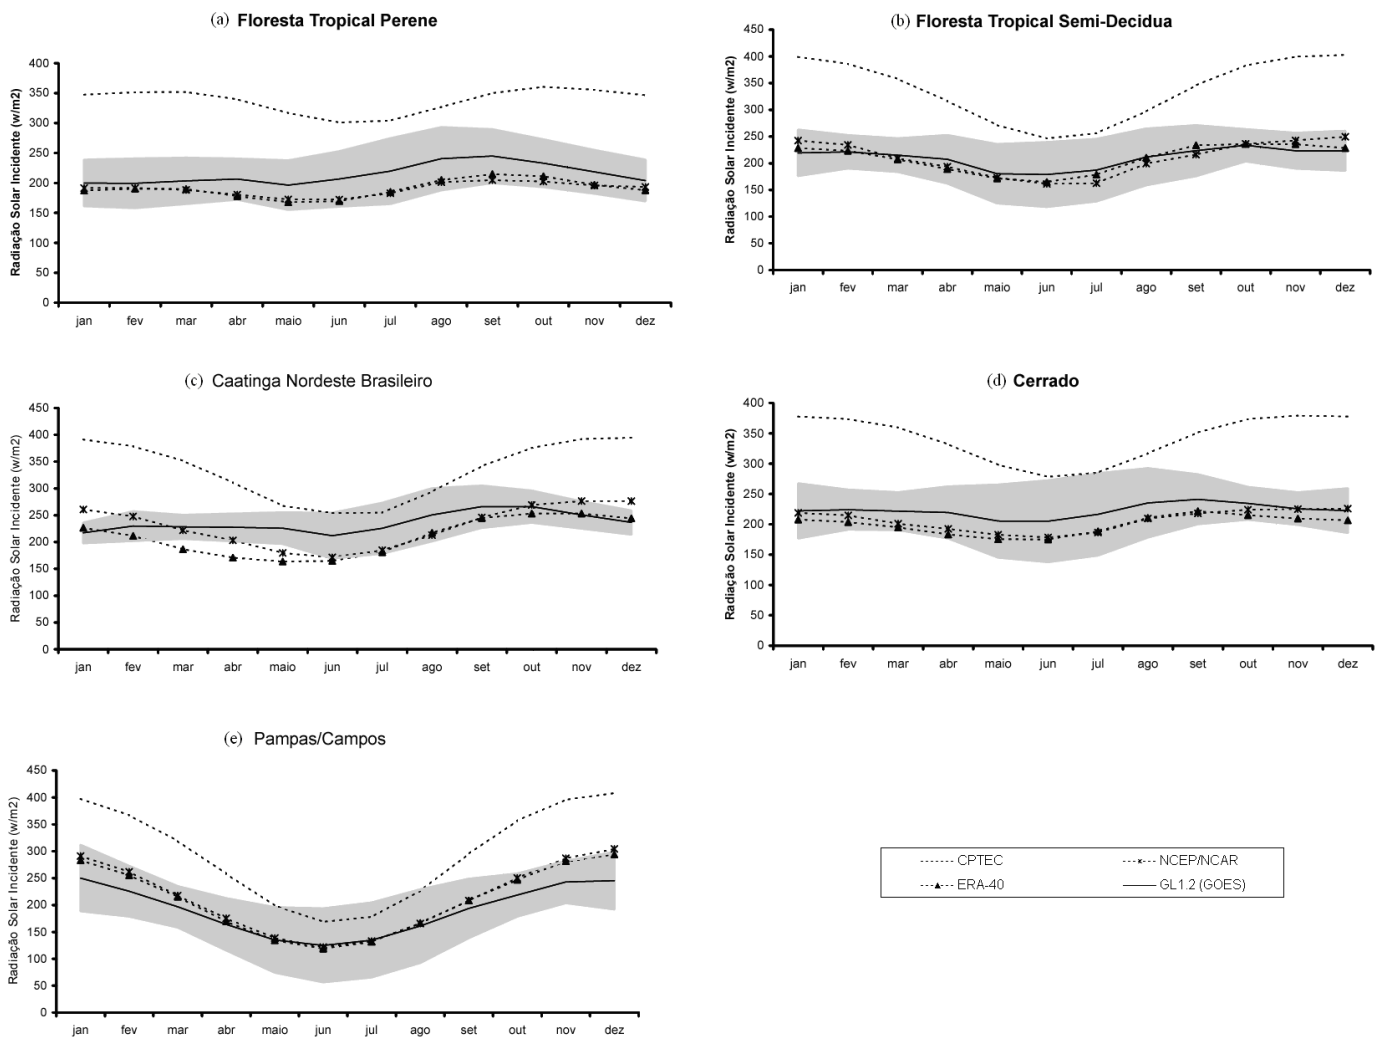 (a) Floresta Tropical Perene
Radiação Solar Incidente (w/m2)
400
350
300
250
200
150
100
50
0
jan fev mar abr maio jun jul ago set out nov dez
(b) Floresta Tropical Semi-Decidua
Radiação Solar Incidente (w/m2)
450
400
350
300
250
200
150
100
50
0
jan fev mar abr maio jun jul ago set out nov dez
(c) Caatinga Nordeste Brasileiro
Radiação Solar Incidente (w/m2)
450
400
350
300
250
200
150
100
50
0
jan fev mar abr maio jun jul ago set out nov dez
(d) Cerrado
Radiação Solar Incidente (w/m2)
400
350
300
250
200
150
100
50
0
jan fev mar abr maio jun jul ago set out nov dez
(e) Pampas/Campos
Radiação Solar Incidente (w/m2)
450
400
350
300
250
200
150
100
50
0
jan fev mar abr maio jun jul ago set out nov dez
CPTEC NCEP/NCAR
ERA-40 GL1.2 (GOES)